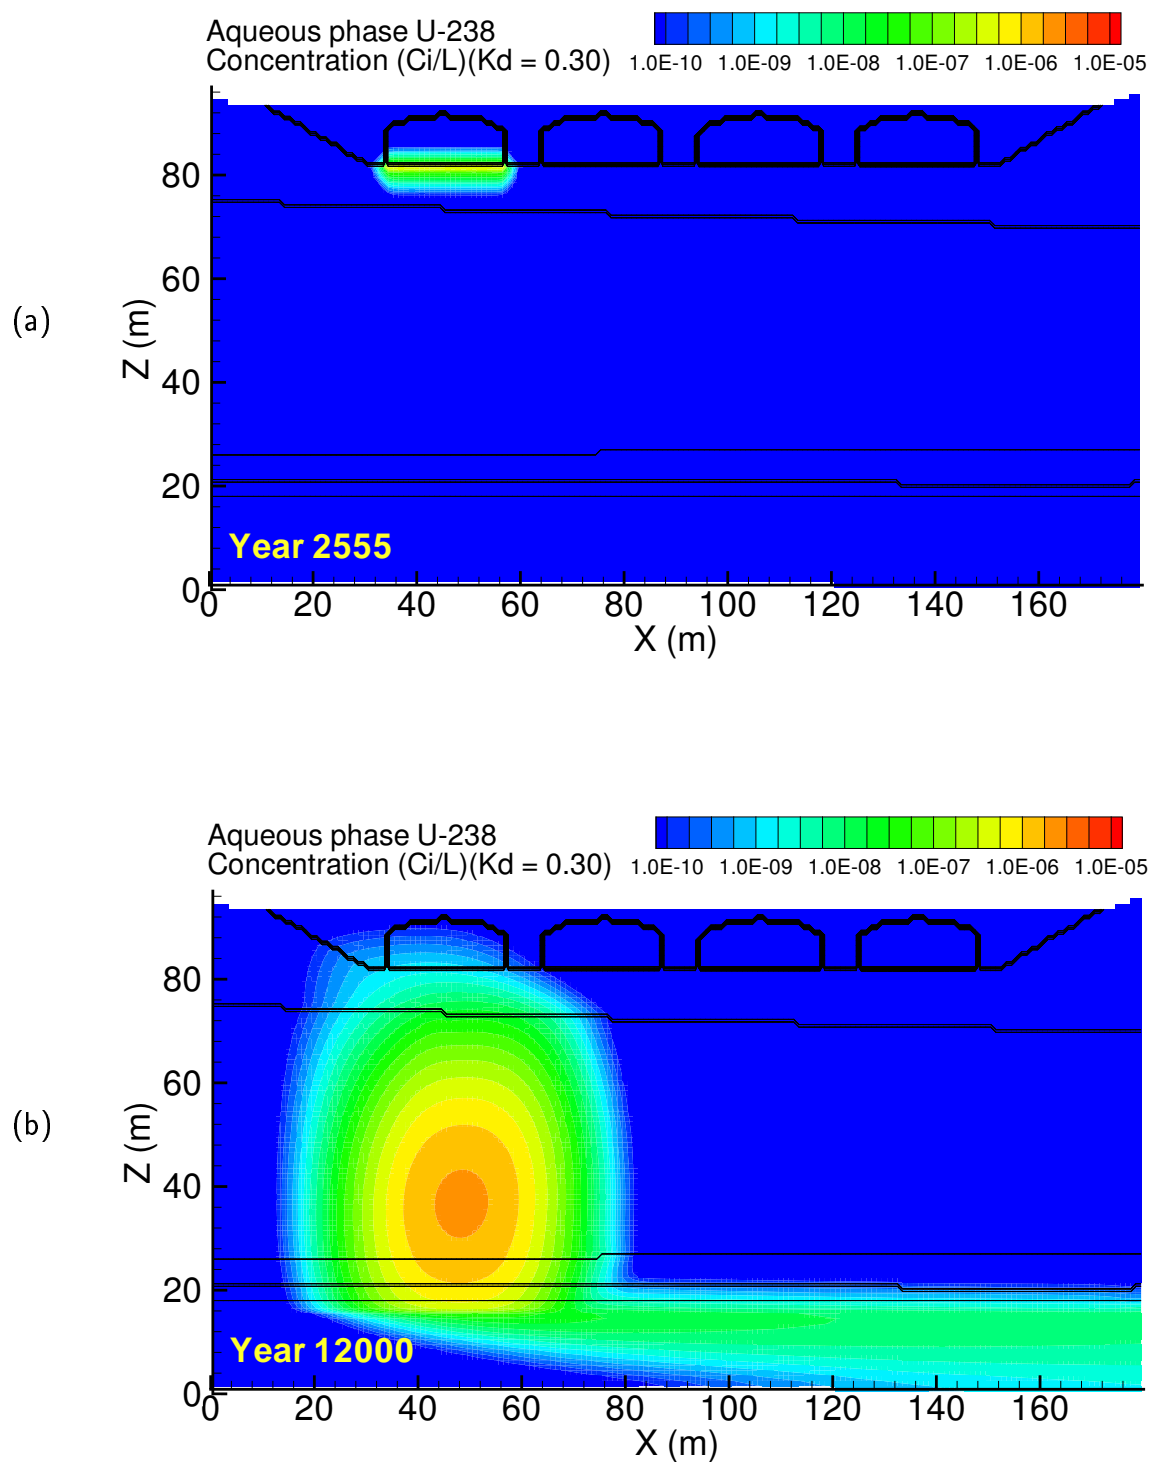 Aqueous phase U-238
Concentration (Ci/L)(Kd = 0.30)
1.0E-10 1.0E-09 1.0E-08 1.0E-07 1.0E-06 1.0E-05
80
60
(a)
Z (m)
40
20
Year 2555
0
0 20 40 60 80 100 120 140 160
X (m)
Aqueous phase U-238
Concentration (Ci/L)(Kd = 0.30)
1.0E-10 1.0E-09 1.0E-08 1.0E-07 1.0E-06 1.0E-05
80
60
(b)
Z (m)
40
20
Year 12000
0
0 20 40 60 80 100 120 140 160
X (m)